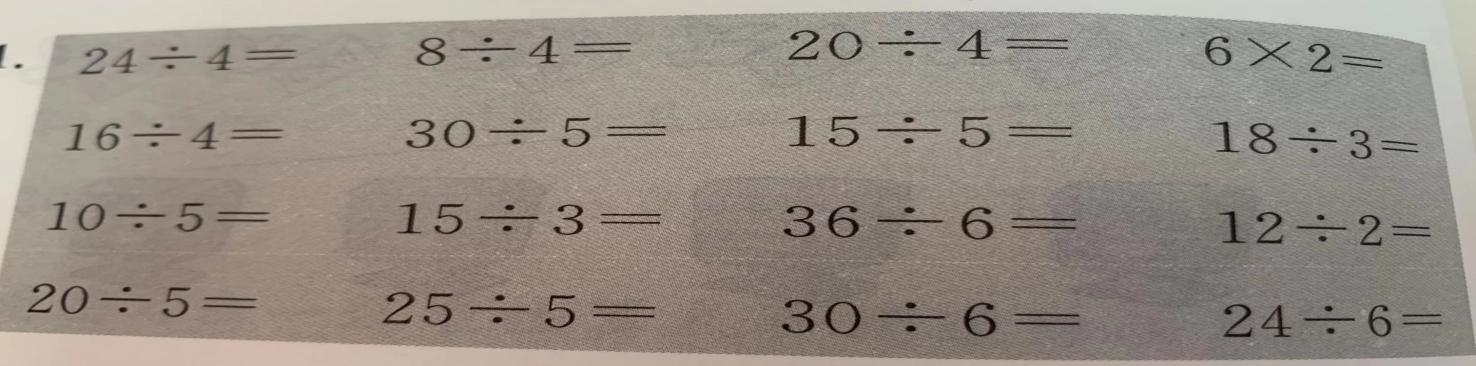 1. 24÷4= 8÷4= 20÷4= 6×2=
16÷4= 30÷5= 15÷5= 18÷3=
10÷5= 15÷3= 36÷6= 12÷2=
20÷5= 25÷5= 30÷6= 24÷6=